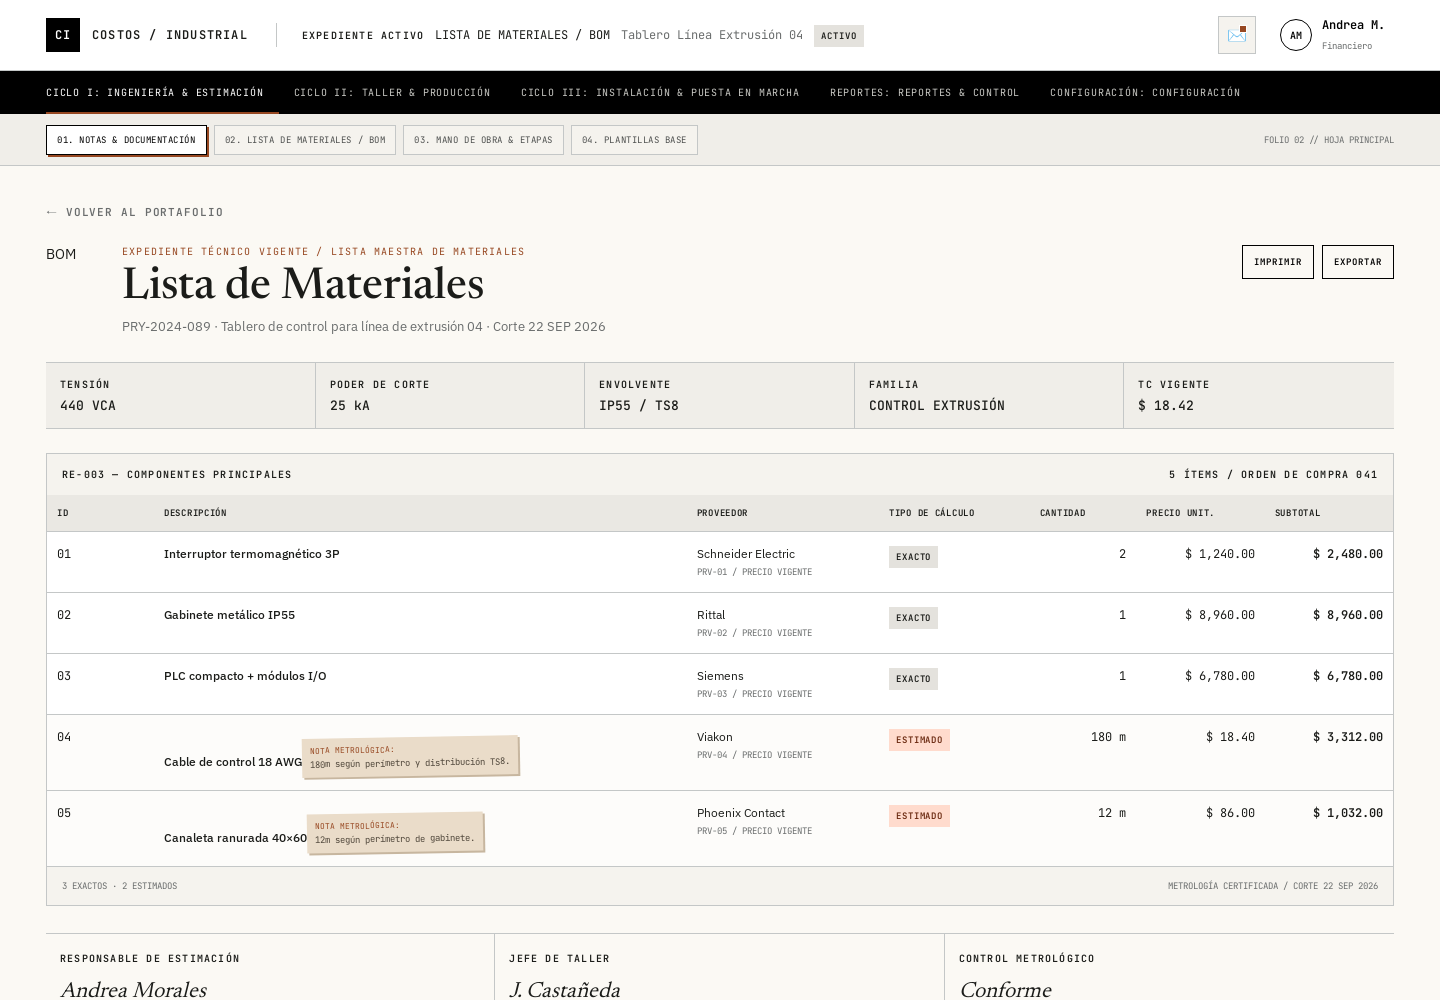 CI COSTOS / INDUSTRIAL EXPEDIENTE ACTIVO LISTA DE MATERIALES / BOM Tablero Línea Extrusión 04 ACTIVO AM Andrea M.
Financiero
CICLO I: INGENIERÍA & ESTIMACIÓN CICLO II: TALLER & PRODUCCIÓN CICLO III: INSTALACIÓN & PUESTA EN MARCHA REPORTES: REPORTES & CONTROL CONFIGURACIÓN: CONFIGURACIÓN
01. NOTAS & DOCUMENTACIÓN 02. LISTA DE MATERIALES / BOM 03. MANO DE OBRA & ETAPAS 04. PLANTILLAS BASE FOLIO 02 // HOJA PRINCIPAL
← VOLVER AL PORTAFOLIO
BOM EXPEDIENTE TÉCNICO VIGENTE / LISTA MAESTRA DE MATERIALES
Lista de Materiales
IMPRIMIR EXPORTAR
PRY-2024-089 · Tablero de control para línea de extrusión 04 · Corte 22 SEP 2026
TENSIÓN PODER DE CORTE ENVOLVENTE FAMILIA TC VIGENTE
440 VCA 25 kA IP55 / TS8 CONTROL EXTRUSIÓN $ 18.42
RE-003 — COMPONENTES PRINCIPALES 5 ÍTEMS / ORDEN DE COMPRA 041
ID DESCRIPCIÓN PROVEEDOR TIPO DE CÁLCULO CANTIDAD PRECIO UNIT. SUBTOTAL
01 Interruptor termomagnético 3P Schneider Electric EXACTO 2 $ 1,240.00 $ 2,480.00
PRV-01 / PRECIO VIGENTE
02 Gabinete metálico IP55 Rittal EXACTO 1 $ 8,960.00 $ 8,960.00
PRV-02 / PRECIO VIGENTE
03 PLC compacto + módulos I/O Siemens EXACTO 1 $ 6,780.00 $ 6,780.00
PRV-03 / PRECIO VIGENTE
04 Viakon ESTIMADO 180 m $ 18.40 $ 3,312.00
NOTA METROLÓGICA: PRV-04 / PRECIO VIGENTE
Cable de control 18 AWG 180m según perímetro y distribución TS8.
05 Phoenix Contact ESTIMADO 12 m $ 86.00 $ 1,032.00
NOTA METROLÓGICA: PRV-05 / PRECIO VIGENTE
Canaleta ranurada 40×60 12m según perímetro de gabinete.
3 EXACTOS · 2 ESTIMADOS METROLOGÍA CERTIFICADA / CORTE 22 SEP 2026
RESPONSABLE DE ESTIMACIÓN JEFE DE TALLER CONTROL METROLÓGICO
Andrea Morales J. Castañeda Conforme